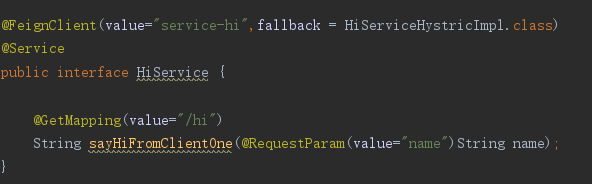 @FeignClient(value="service-hi",fallback = HiServiceHystricImpl.class)
@Service
public interface HiService {
@GetMapping(value="/hi")
String sayHiFromClientOne(@RequestParam(value="name")String name);
}